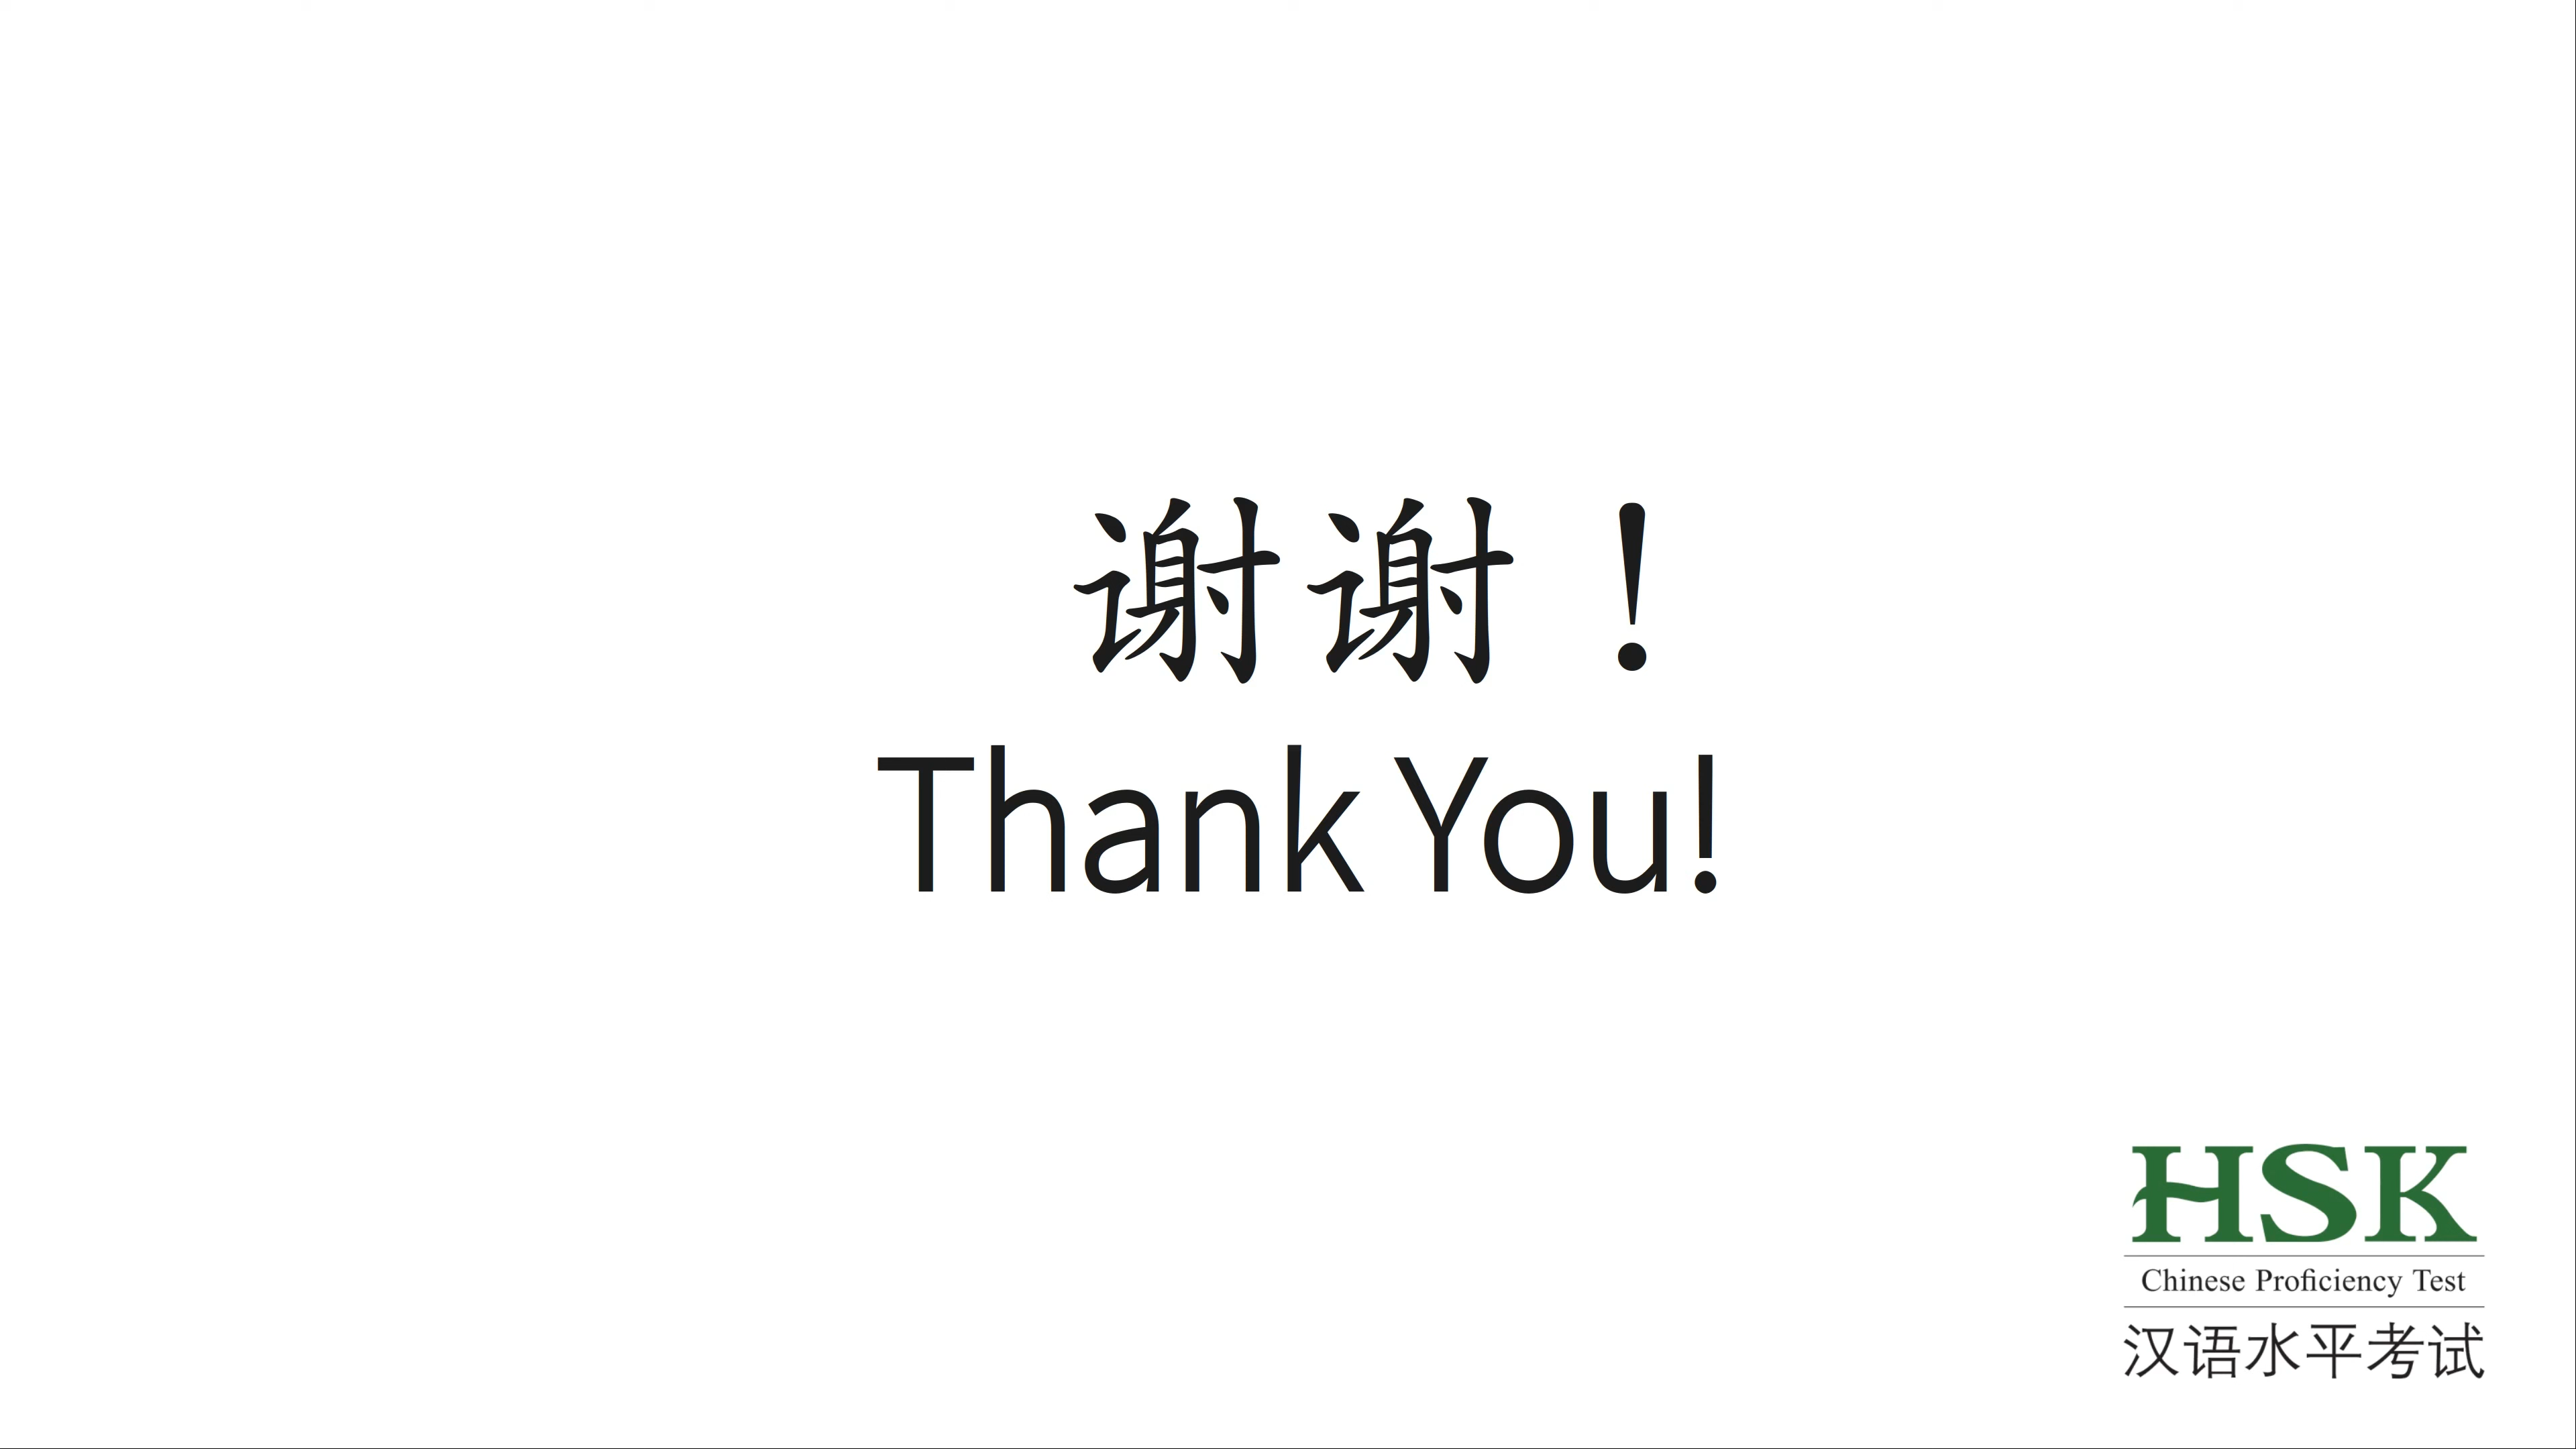 谢谢！
Thank You!
HSK
Chinese Proficiency Test
汉语水平考试